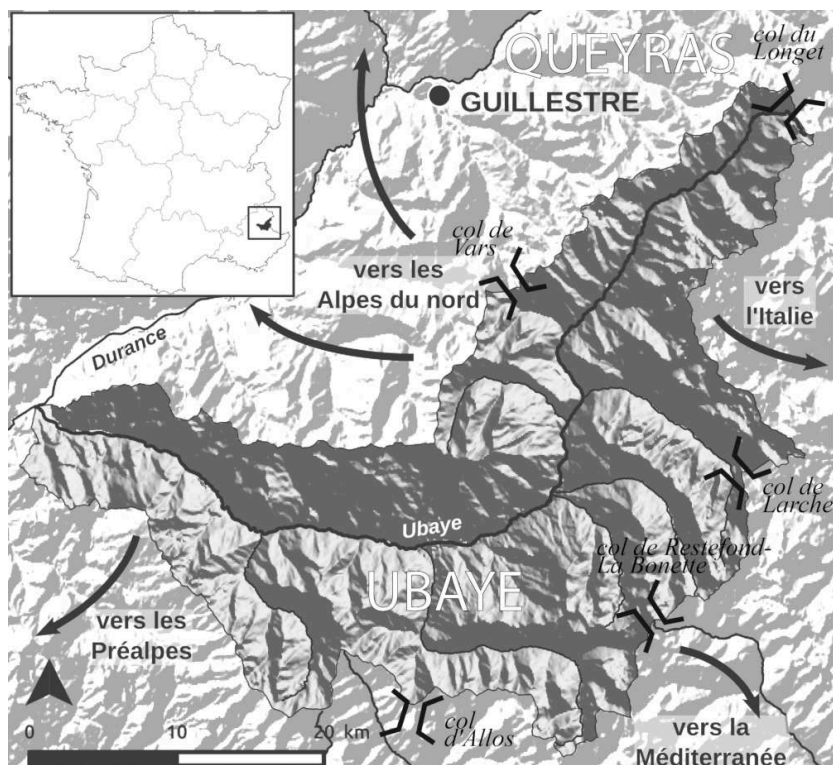 QUEYRAS
col du
Longet
GUILLESTRE
col de
Vars
vers les
Alpes du nord
vers
l'Italie
Durance
col de
Larche
Ubaye
col de Restefond-
La Bonette
UBAYE
vers les
Préalpes
col
d'Allos
vers la
Méditerranée
0 10 20 km